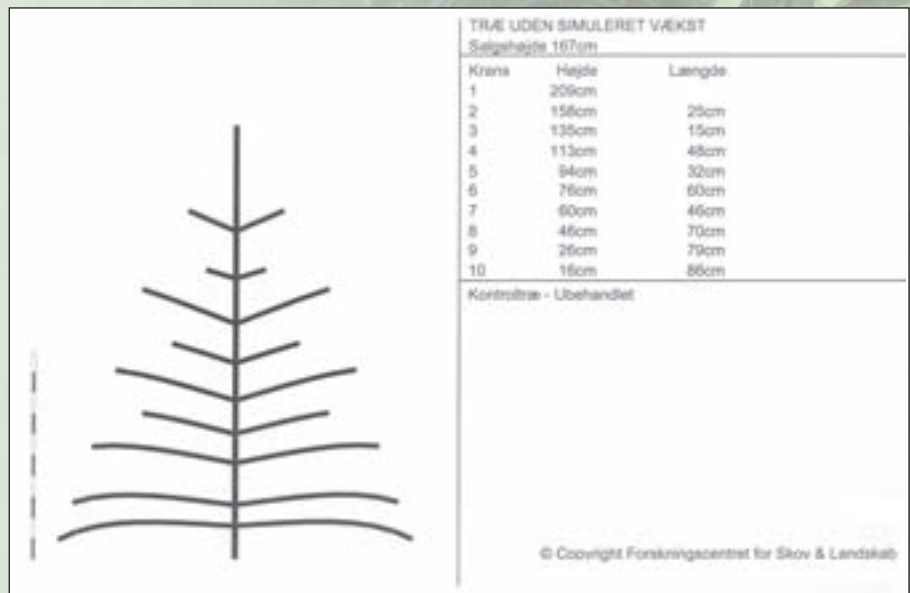 TRÆ UDEN SIMULERET VÆKST
Salgshøjde 167cm
Krans Højde Længde
1 209cm
2 158cm 25cm
3 135cm 15cm
4 113cm 48cm
5 94cm 32cm
6 76cm 60cm
7 60cm 46cm
8 46cm 70cm
9 26cm 79cm
10 16cm 86cm
Kontroltræ - Ubehandlet
© Copyright Forskningscentret for Skov & Landskab